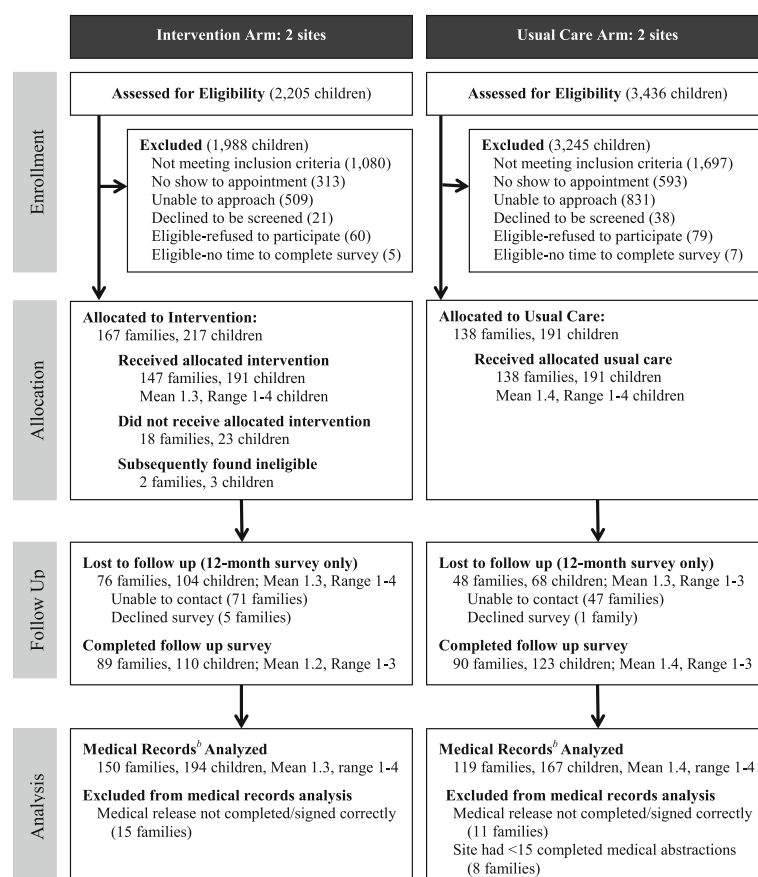 Intervention Arm: 2 sites
Usual Care Arm: 2 sites
Enrollment
Assessed for Eligibility (2,205 children)
Excluded (1,988 children)
Not meeting inclusion criteria (1,080)
No show to appointment (313)
Unable to approach (509)
Declined to be screened (21)
Eligible-refused to participate (60)
Eligible-no time to complete survey (5)
Assessed for Eligibility (3,436 children)
Excluded (3,245 children)
Not meeting inclusion criteria (1,697)
No show to appointment (593)
Unable to approach (831)
Declined to be screened (38)
Eligible-refused to participate (79)
Eligible-no time to complete survey (7)
Allocation
Allocated to Intervention:
167 families, 217 children
Received allocated intervention
147 families, 191 children
Mean 1.3, Range 1-4 children
Did not receive allocated intervention
18 families, 23 children
Subsequently found ineligible
2 families, 3 children
Allocated to Usual Care:
138 families, 191 children
Received allocated usual care
138 families, 191 children
Mean 1.4, Range 1-4 children
Follow Up
Lost to follow up (12-month survey only)
76 families, 104 children; Mean 1.3, Range 1-4
Unable to contact (71 families)
Declined survey (5 families)
Completed follow up survey
89 families, 110 children; Mean 1.2, Range 1-3
Lost to follow up (12-month survey only)
48 families, 68 children; Mean 1.3, Range 1-3
Unable to contact (47 families)
Declined survey (1 family)
Completed follow up survey
90 families, 123 children; Mean 1.4, Range 1-3
Analysis
Medical Records^b Analyzed
150 families, 194 children, Mean 1.3, range 1-4
Excluded from medical records analysis
Medical release not completed/signed correctly
(15 families)
Medical Records^b Analyzed
119 families, 167 children, Mean 1.4, range 1-4
Excluded from medical records analysis
Medical release not completed/signed correctly
(11 families)
Site had <15 completed medical abstractions
(8 families)